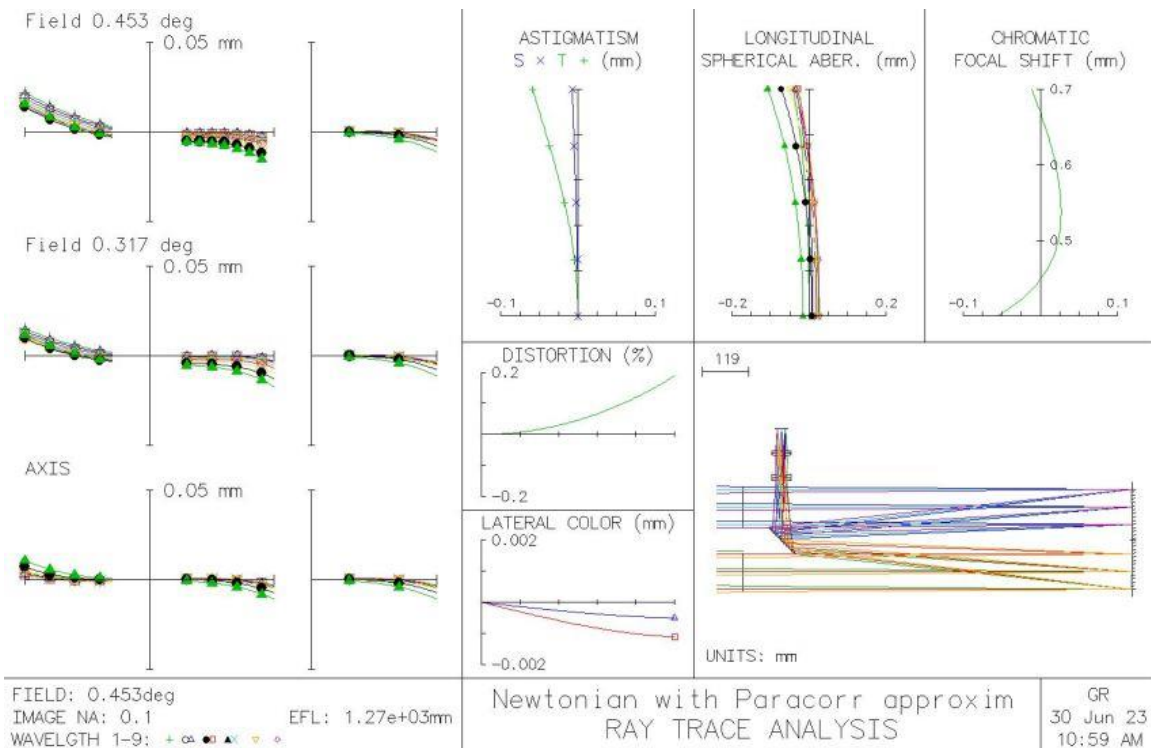 Field 0.453 deg
0.05 mm
Field 0.317 deg
0.05 mm
AXIS
0.05 mm
ASTIGMATISM
S × T + (mm)
-0.1 0.1
LONGITUDINAL
SPHERICAL ABER. (mm)
-0.2 0.2
CHROMATIC
FOCAL SHIFT (mm)
0.7
0.6
0.5
-0.1 0.1
DISTORTION (%)
0.2
-0.2
LATERAL COLOR (mm)
0.002
-0.002
119
UNITS: mm
FIELD: 0.453deg
IMAGE NA: 0.1 EFL: 1.27e+03mm
WAVELGTH 1-9:
Newtonian with Paracorr approxim
RAY TRACE ANALYSIS
GR
30 Jun 23
10:59 AM